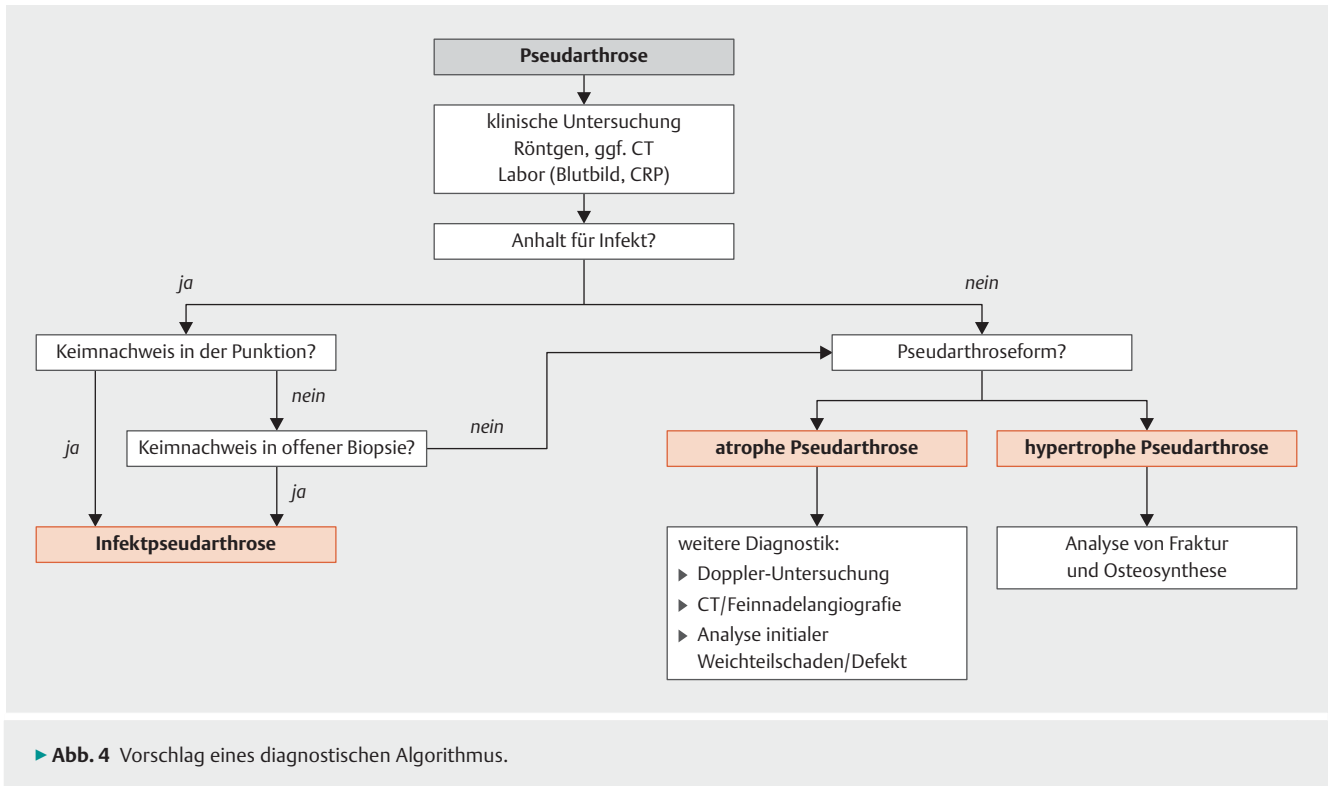 Pseudarthrose
klinische Untersuchung
Röntgen, ggf. CT
Labor (Blutbild, CRP)
Anhalt für Infekt?
ja
nein
Keimnachweis in der Punktion?
Pseudarthroseform?
nein
ja
Keimnachweis in offener Biopsie?
nein
ja
Infektpseudarthrose
atrophe Pseudarthrose
hypertrophe Pseudarthrose
weitere Diagnostik:
▶ Doppler-Untersuchung
▶ CT/Feinnadelangiografie
▶ Analyse initialer
Weichteilschaden/Defekt
Analyse von Fraktur
und Osteosynthese
▶ Abb. 4 Vorschlag eines diagnostischen Algorithmus.